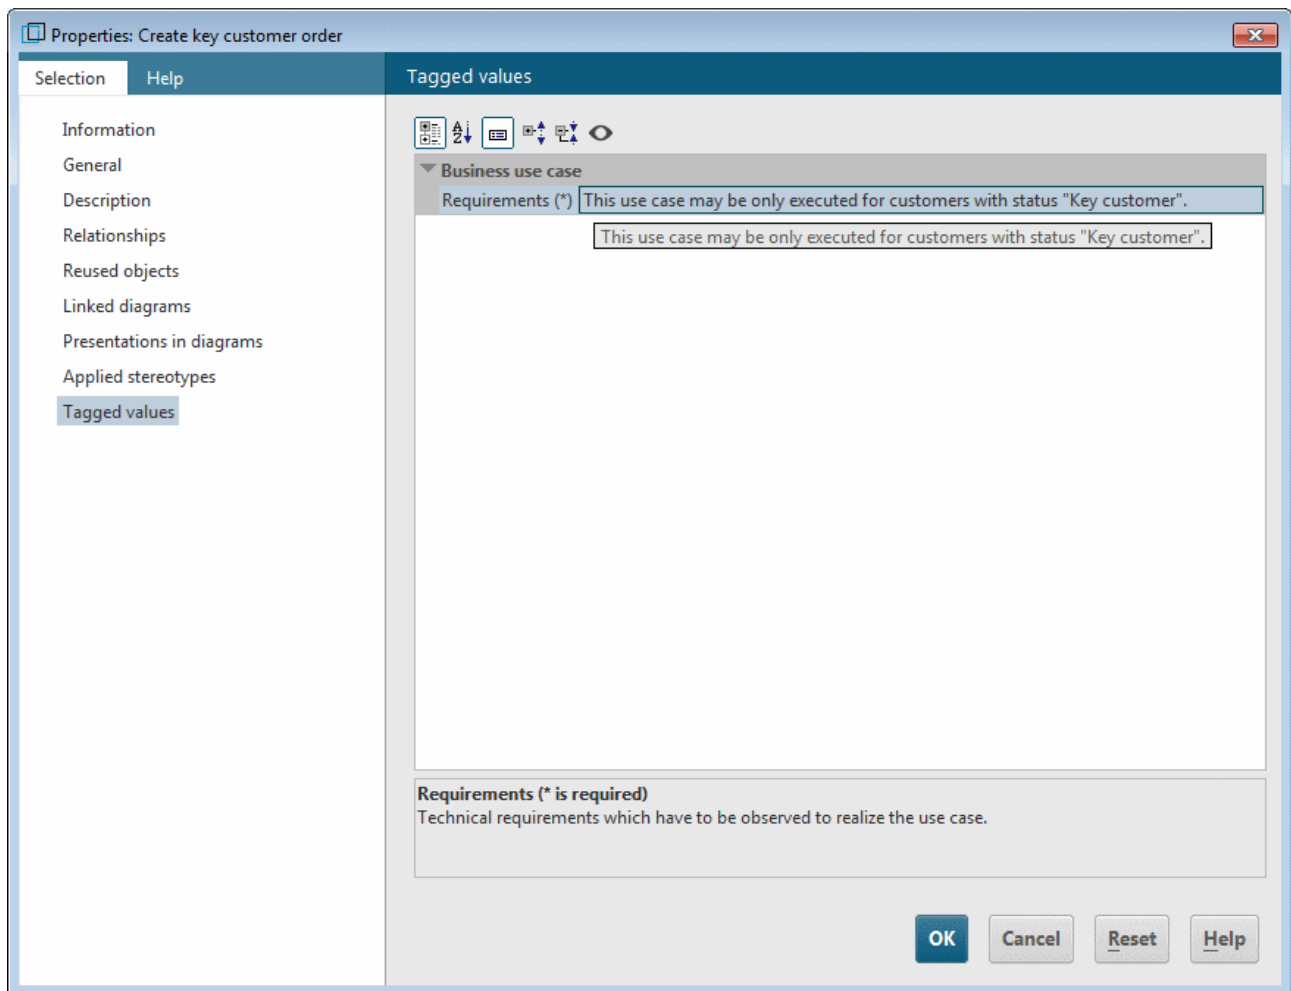 Properties: Create key customer order
Selection
Help
Information
General
Description
Relationships
Reused objects
Linked diagrams
Presentations in diagrams
Applied stereotypes
Tagged values
Tagged values
Business use case
Requirements (*) This use case may be only executed for customers with status "Key customer".
This use case may be only executed for customers with status "Key customer".
Requirements (* is required)
Technical requirements which have to be observed to realize the use case.
OK
Cancel
Reset
Help